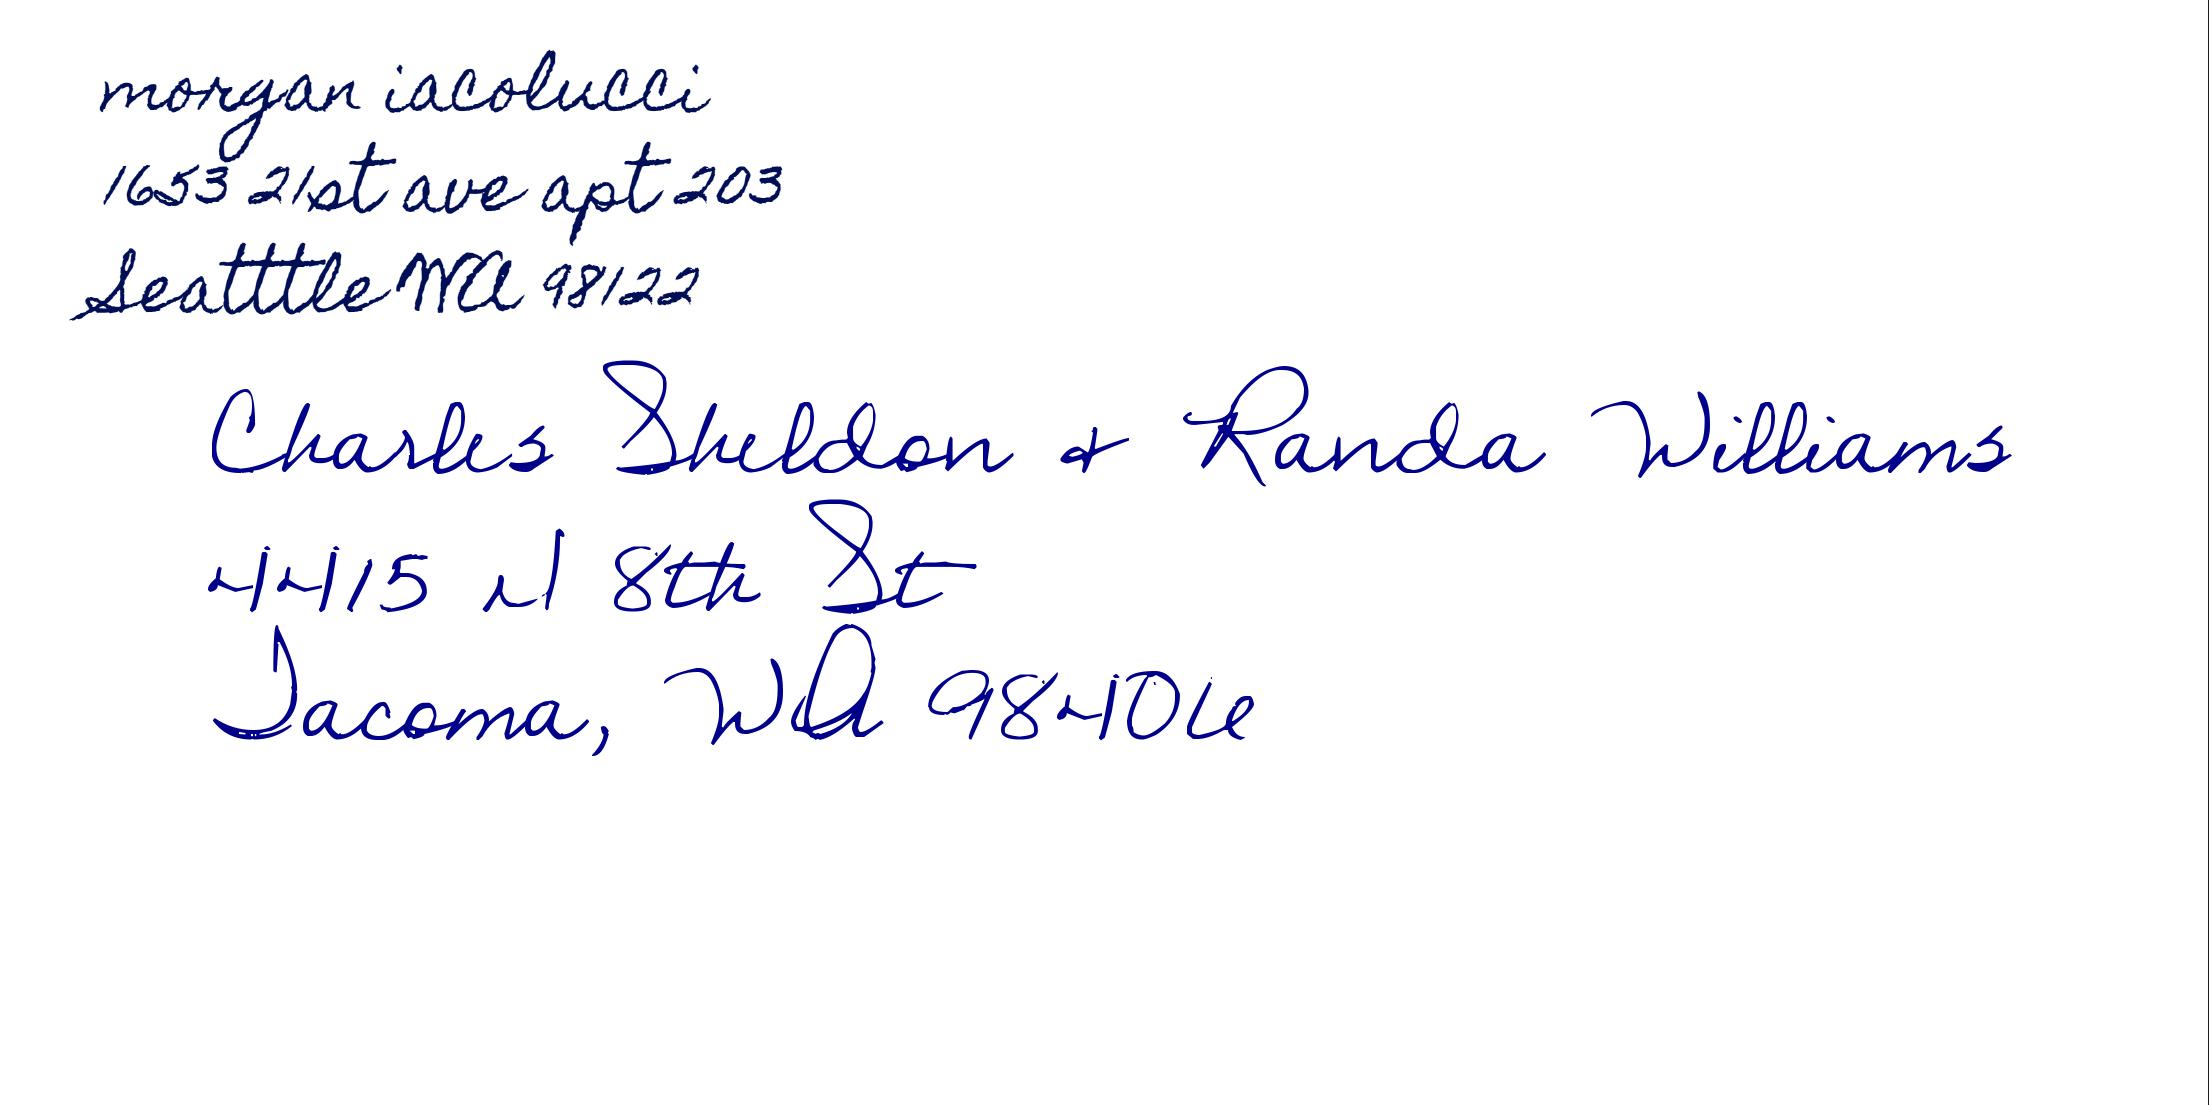 morgan iacolucci
1653 21st ave apt 203
Seatttle WA 98122
Charles Sheldon & Randa Williams
4415 N 8th St
Tacoma, WA 98406